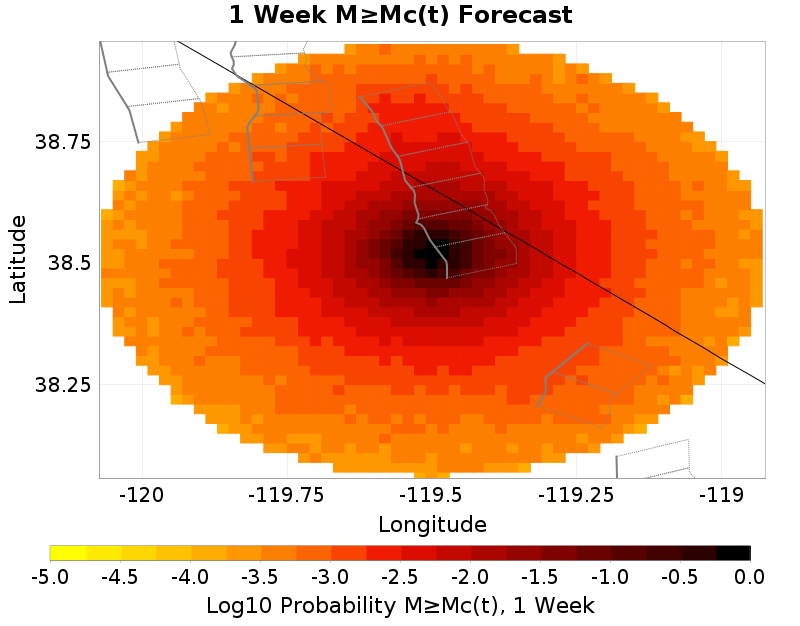 1 Week M≥Mc(t) Forecast
38.75
38.5
38.25
Latitude
-120 -119.75 -119.5 -119.25 -119
Longitude
-5.0 -4.5 -4.0 -3.5 -3.0 -2.5 -2.0 -1.5 -1.0 -0.5 0.0
Log10 Probability M≥Mc(t), 1 Week